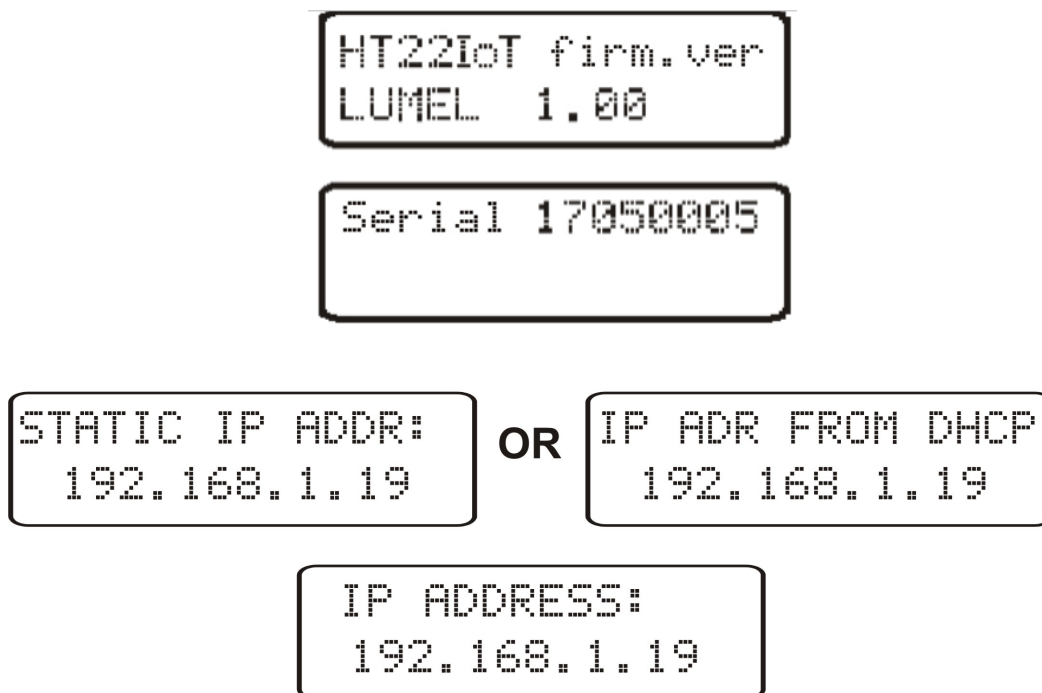 HT22IoT firm.ver
LUMEL 1.00
Serial 17050005
STATIC IP ADDR:
192.168.1.19
OR
IP ADR FROM DHCP
192.168.1.19
IP ADDRESS:
192.168.1.19